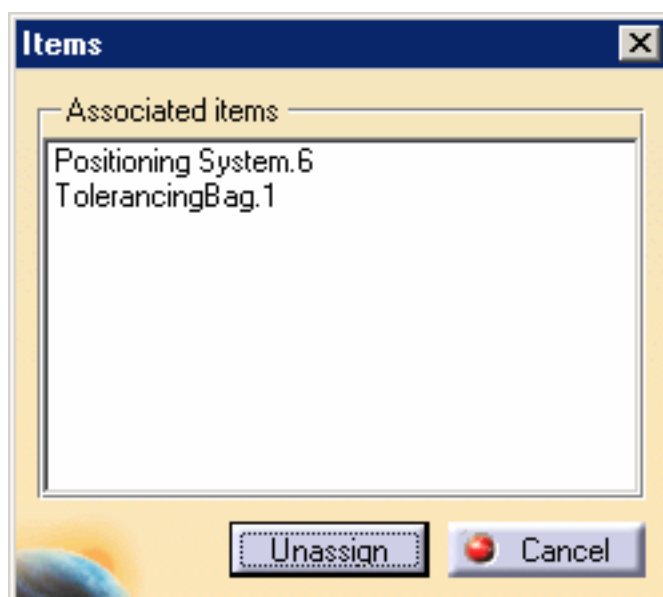 Items
Associated items
Positioning System.6
TolerancingBag.1
Unassign
Cancel